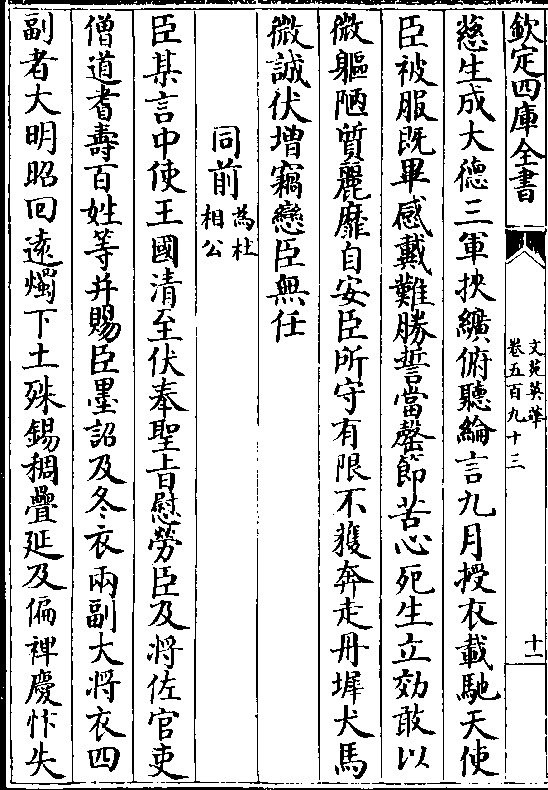 欽定四庫全書
文苑英華
卷五百九十三
十一
慈生成大德三軍挾纊俯聽綸言九月授衣載馳天使
臣被服既畢感戴難勝誓當罄節苦心死生立効敢以
微軀陋質麗靡自安臣所守有限不獲奔走丹墀犬馬
微誠伏増竊戀臣無任
同前為杜相公
臣某言中使王國清至伏奉聖旨慰勞臣及將佐官吏
僧道耆壽百姓等并賜臣墨詔及冬衣兩副大將衣四
副者大明昭回遠燭下土殊錫稠疊延及偏裨慶忭失